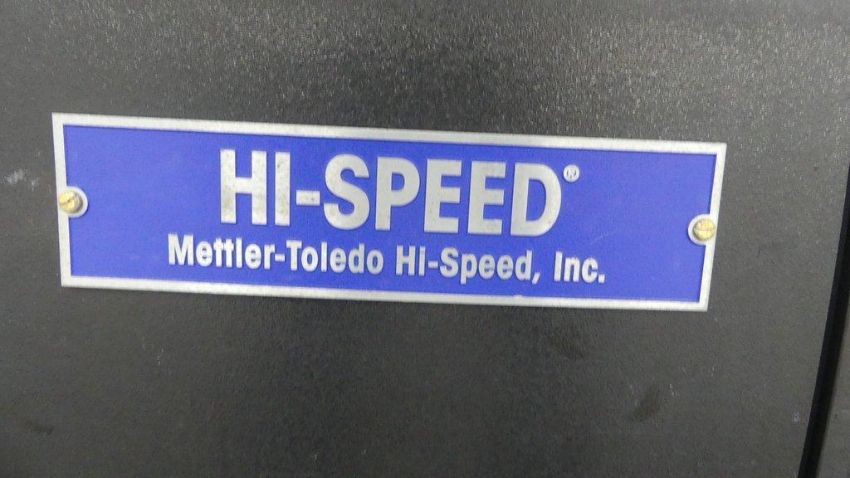 HI-SPEED®
Mettler-Toledo Hi-Speed, Inc.